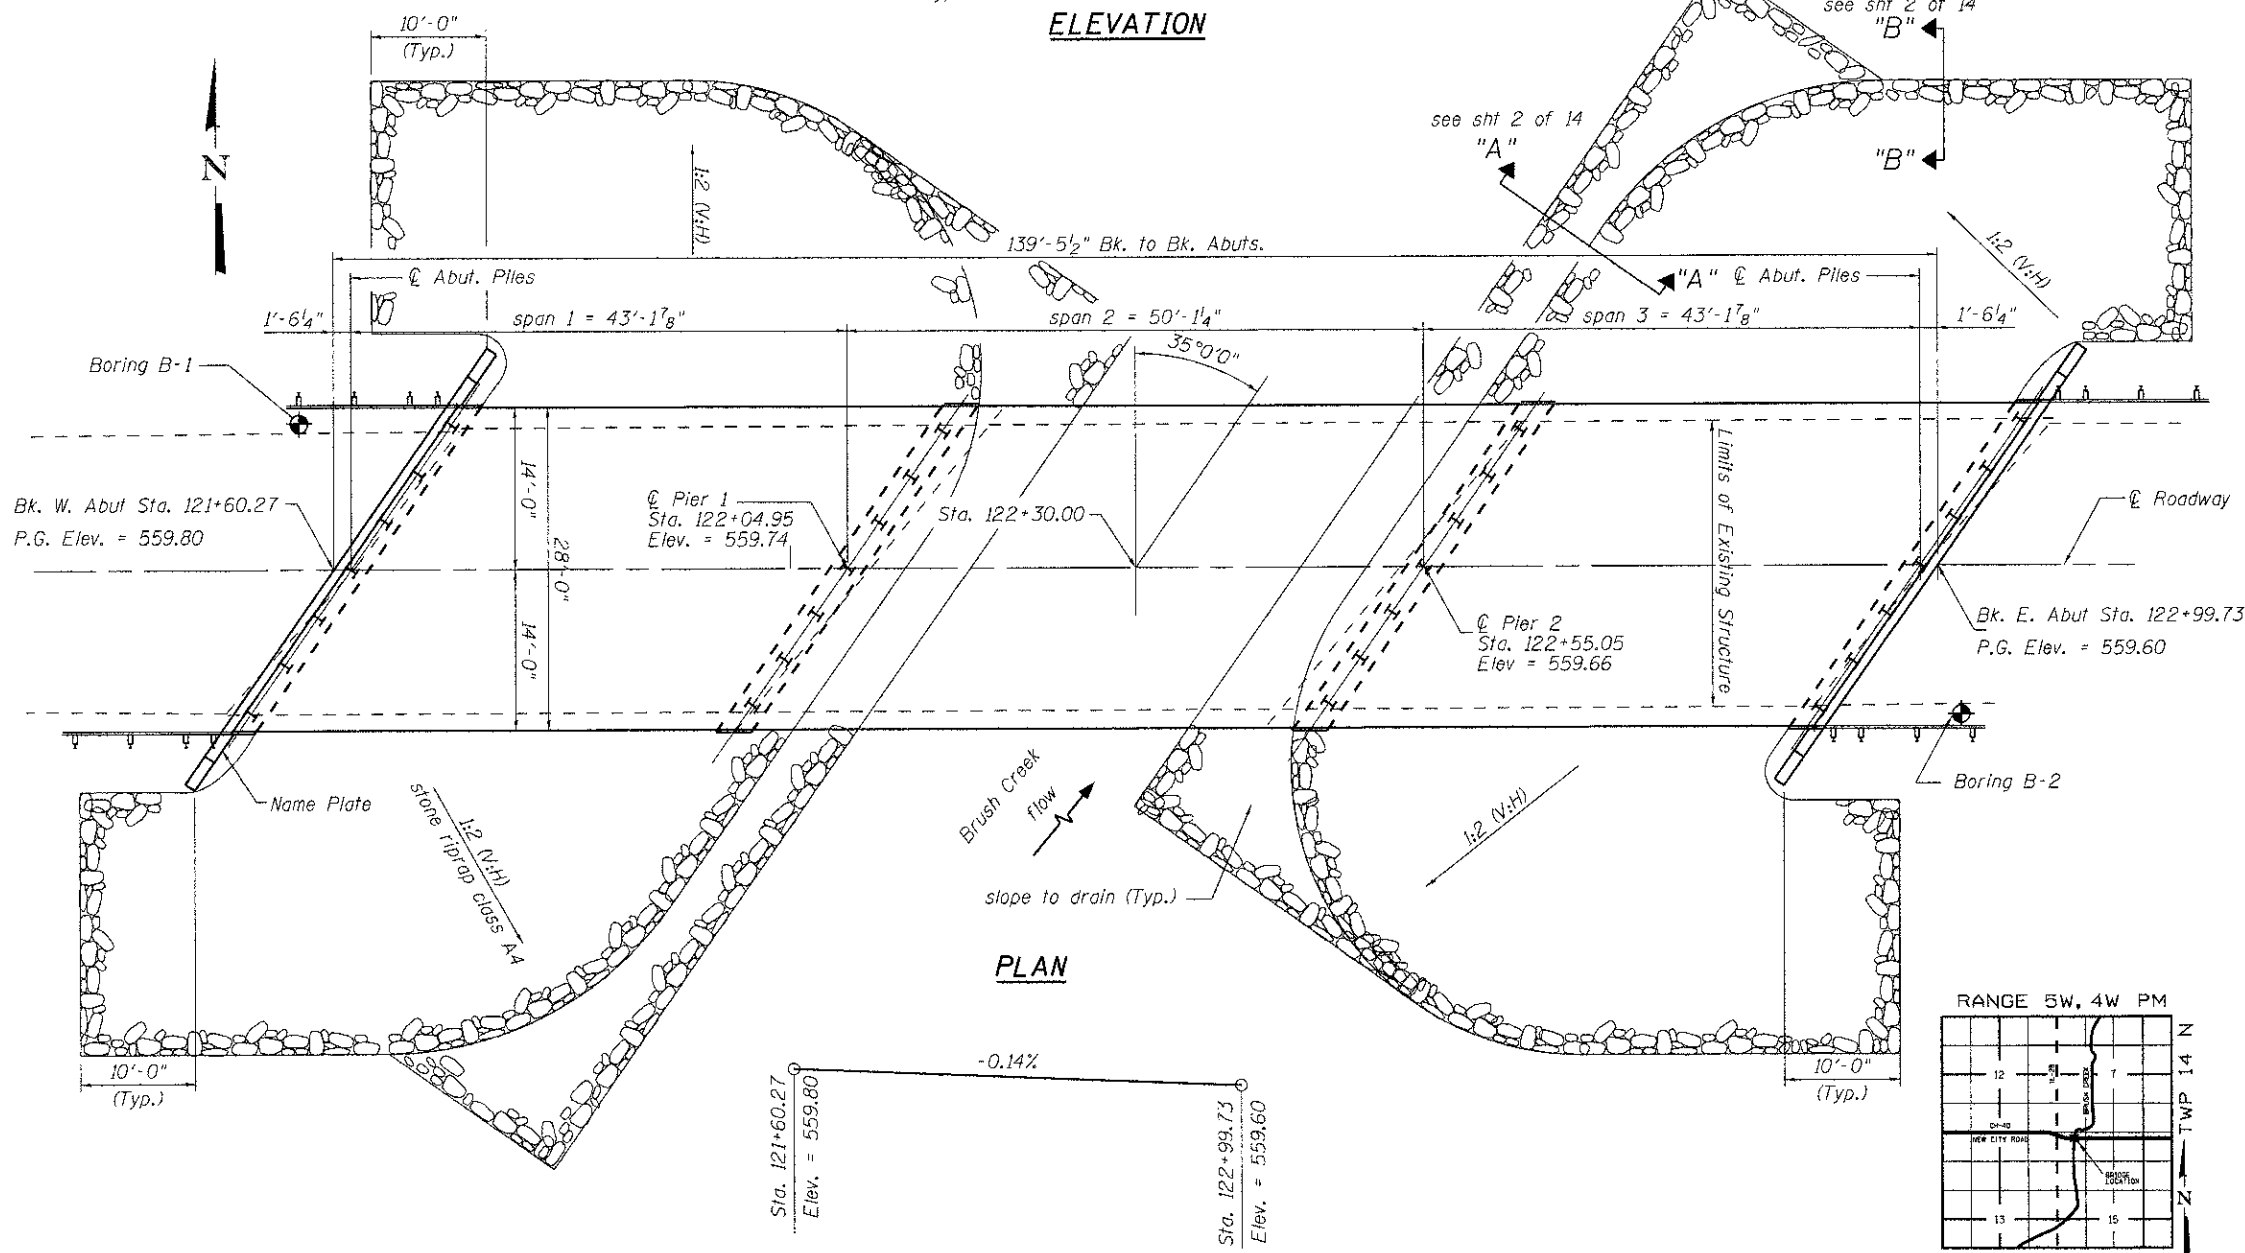 ELEVATION
10'-0"
(Typ.)
see sht 2 of 14
"B"
"B"
see sht 2 of 14
"A"
"A"
N
1:2 (V:H)
1:2 (V:H)
139'-5½" Bk. to Bk. Abuts.
℄ Abut. Piles
℄ Abut. Piles
1'-6¼"
span 1 = 43'-1⅞"
span 2 = 50'-1¼"
span 3 = 43'-1⅞"
1'-6¼"
35°0'0"
Boring B-1
14'-0"
28'-0"
14'-0"
Limits of Existing Structure
Bk. W. Abut Sta. 121+60.27
P.G. Elev. = 559.80
℄ Pier 1
Sta. 122+04.95
Elev. = 559.74
Sta. 122+30.00
℄ Roadway
℄ Pier 2
Sta. 122+55.05
Elev = 559.66
Bk. E. Abut Sta. 122+99.73
P.G. Elev. = 559.60
Name Plate
Boring B-2
1:2 (V:H)
stone riprap class A4
Brush Creek
flow
1:2 (V:H)
slope to drain (Typ.)
PLAN
10'-0"
(Typ.)
10'-0"
(Typ.)
-0.14%
Sta. 121+60.27
Elev. = 559.80
Sta. 122+99.73
Elev. = 559.60
RANGE 5W, 4W PM
12
7
BRUSH CREEK
CH-40
NEW CITY ROAD
BRIDGE
LOCATION
13
TWP 14 N
N